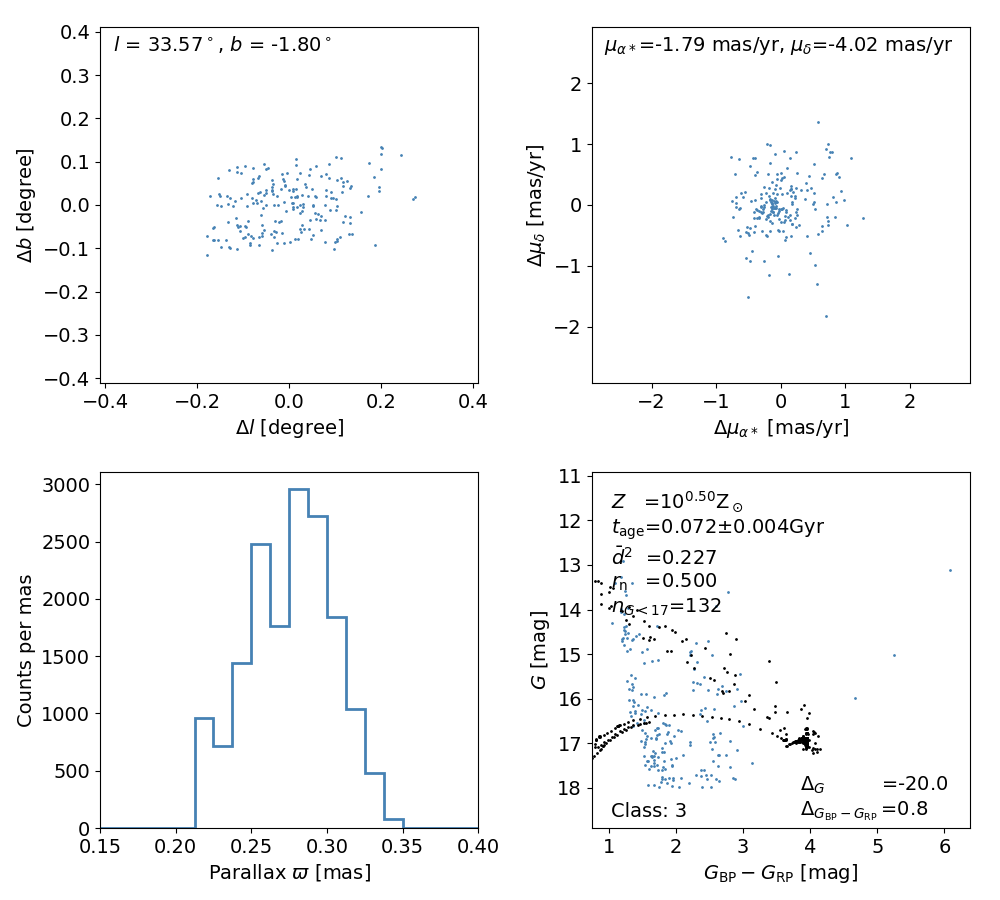 l = 33.57°, b = -1.80°
0.4
0.3
0.2
0.1
0.0
−0.1
−0.2
−0.3
−0.4
Δb [degree]
−0.4 −0.2 0.0 0.2 0.4
Δl [degree]
μα*=-1.79 mas/yr, μδ=-4.02 mas/yr
2
1
0
−1
−2
Δμδ [mas/yr]
−2 −1 0 1 2
Δμα* [mas/yr]
3000
2500
2000
1500
1000
500
0
Counts per mas
0.15 0.20 0.25 0.30 0.35 0.40
Parallax ϖ [mas]
11
12
13
14
15
16
17
18
G [mag]
Z =10^0.50 Z⊙
t_age=0.072±0.004Gyr
d̄² =0.227
r_η =0.500
n_G<17=132
Δ_G =-20.0
Δ_G_BP−G_RP=0.8
Class: 3
1 2 3 4 5 6
G_BP − G_RP [mag]